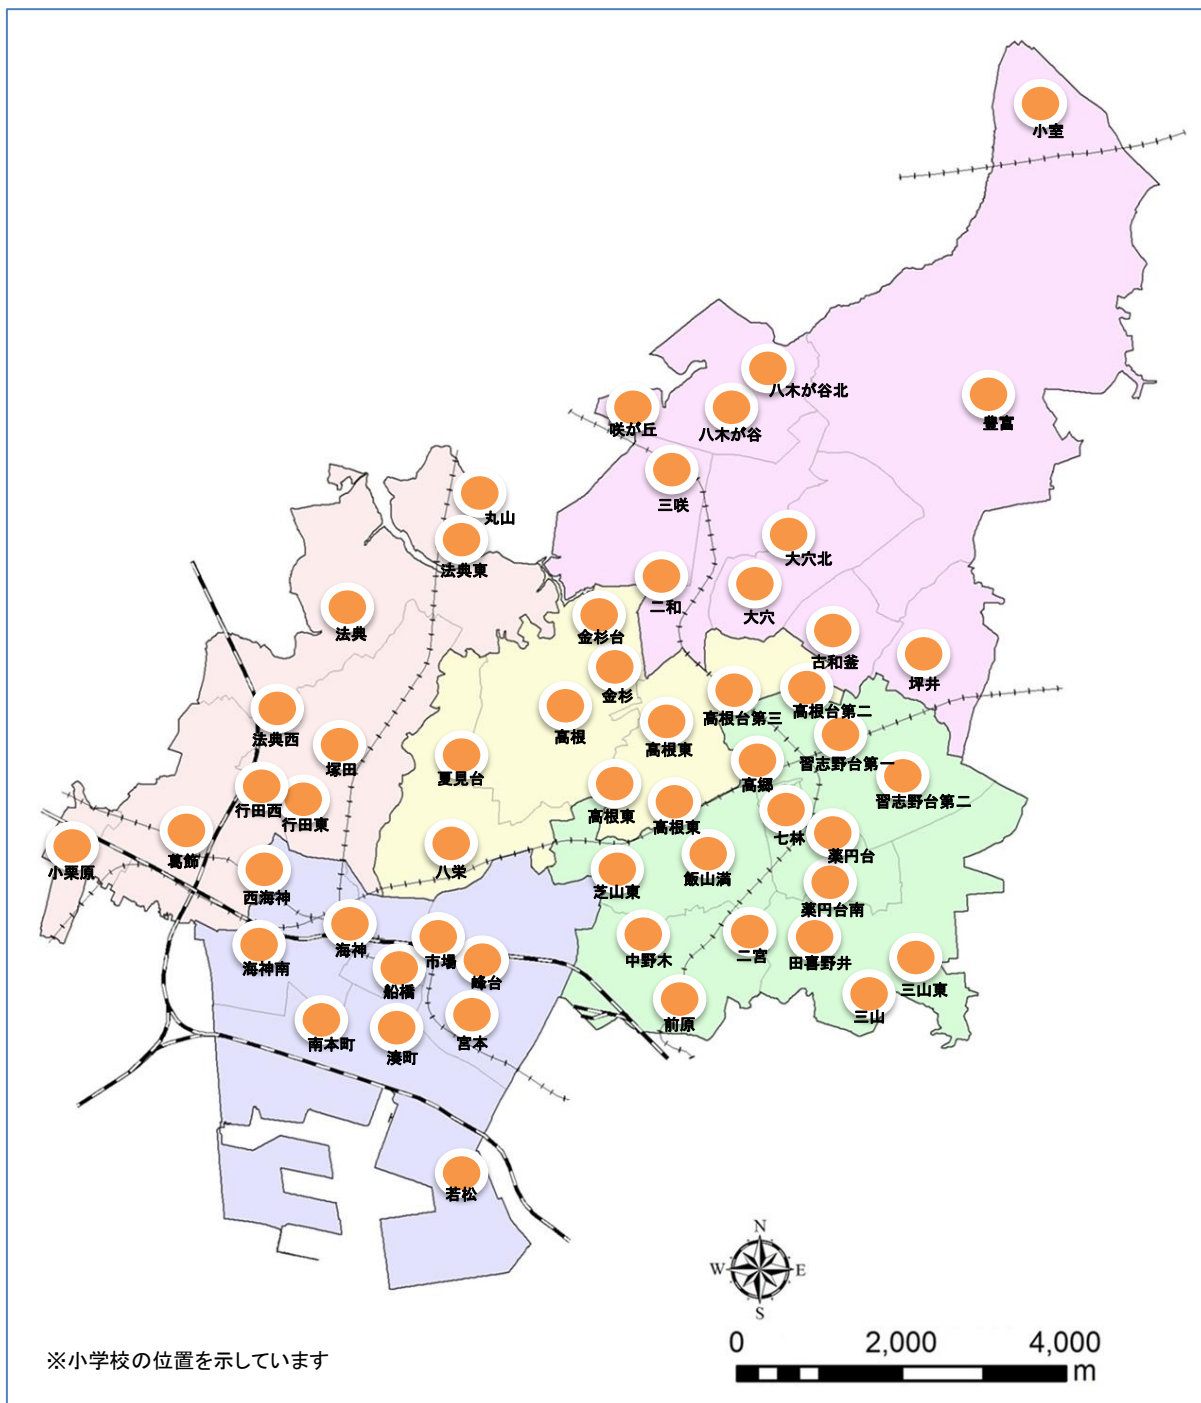 小室
八木が谷北
豊富
咲が丘
八木が谷
三咲
丸山
大穴北
法典東
二和
大穴
法典
金杉台
古和釜
金杉
坪井
高根台第三
高根台第二
高根
高根東
法典西
習志野台第一
塚田
夏見台
高郷
習志野台第二
行田西
行田東
高根東
高根東
七林
薬円台
小栗原
葛飾
八栄
飯山満
芝山東
西海神
薬円台南
海神
市場
中野木
二宮
田喜野井
海神南
船橋
峰台
三山東
南本町
湊町
宮本
前原
三山
若松
N
W
E
S
0 2,000 4,000
m
※小学校の位置を示しています